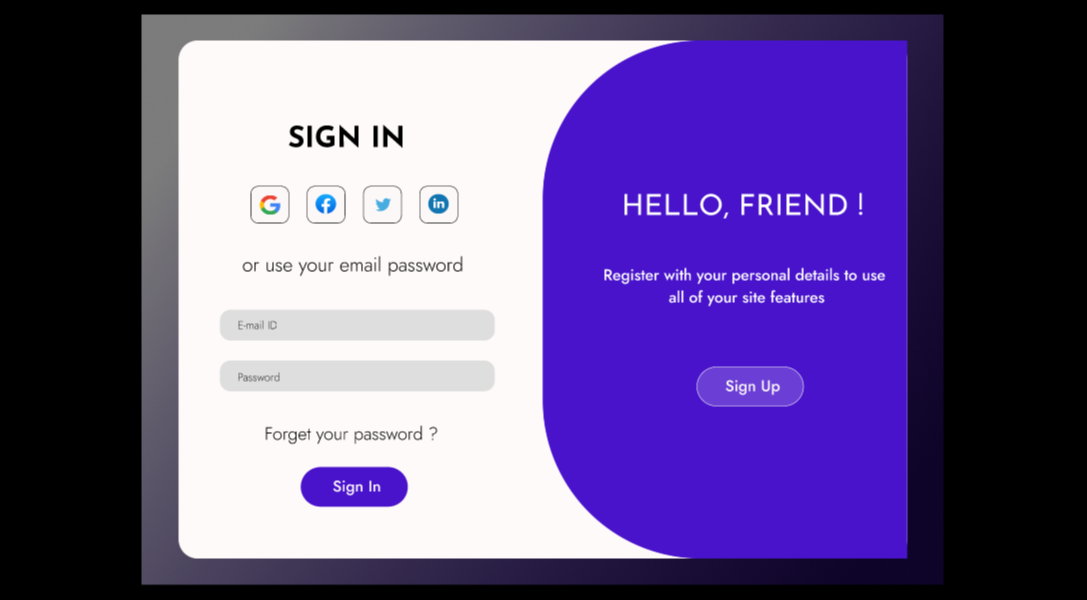 SIGN IN
G f in
or use your email password
E-mail ID
Password
Forget your password ?
Sign In
HELLO, FRIEND !
Register with your personal details to use
all of your site features
Sign Up